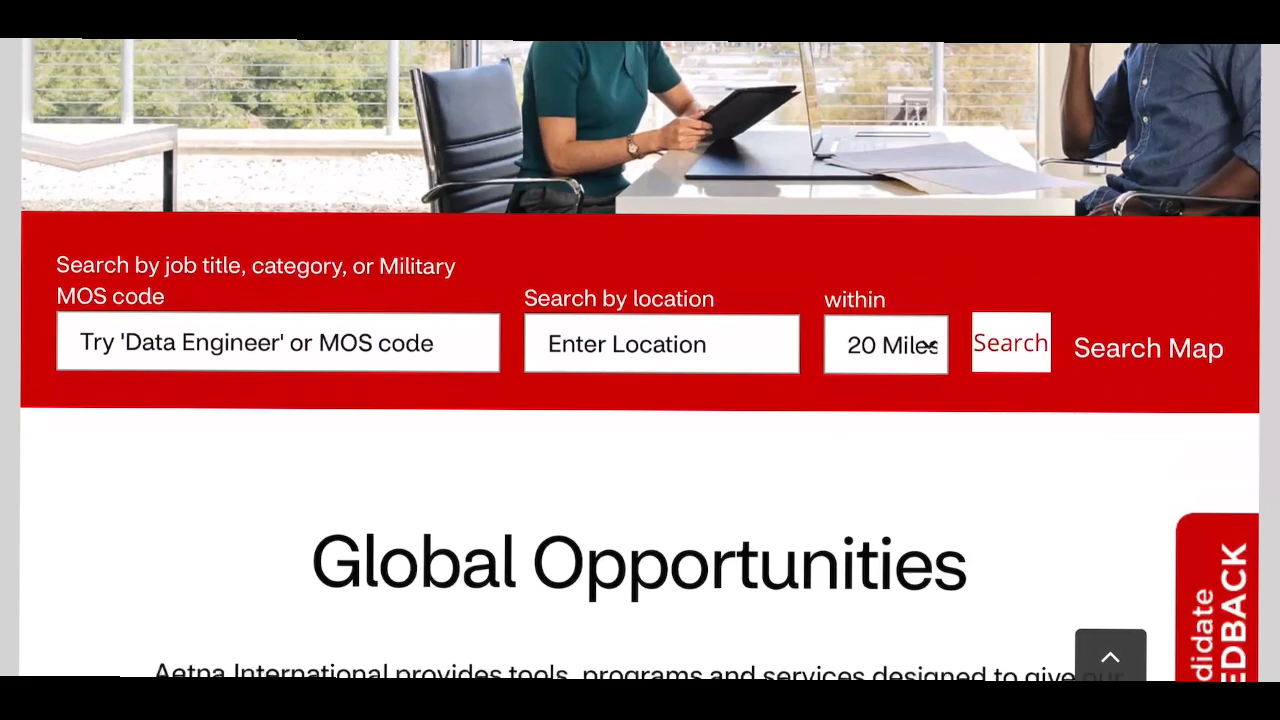 Search by job title, category, or Military
MOS code
Search by location
within
Try 'Data Engineer' or MOS code
Enter Location
20 Miles
Search
Search Map
Global Opportunities
Aetna International provides tools, programs and services designed to give our